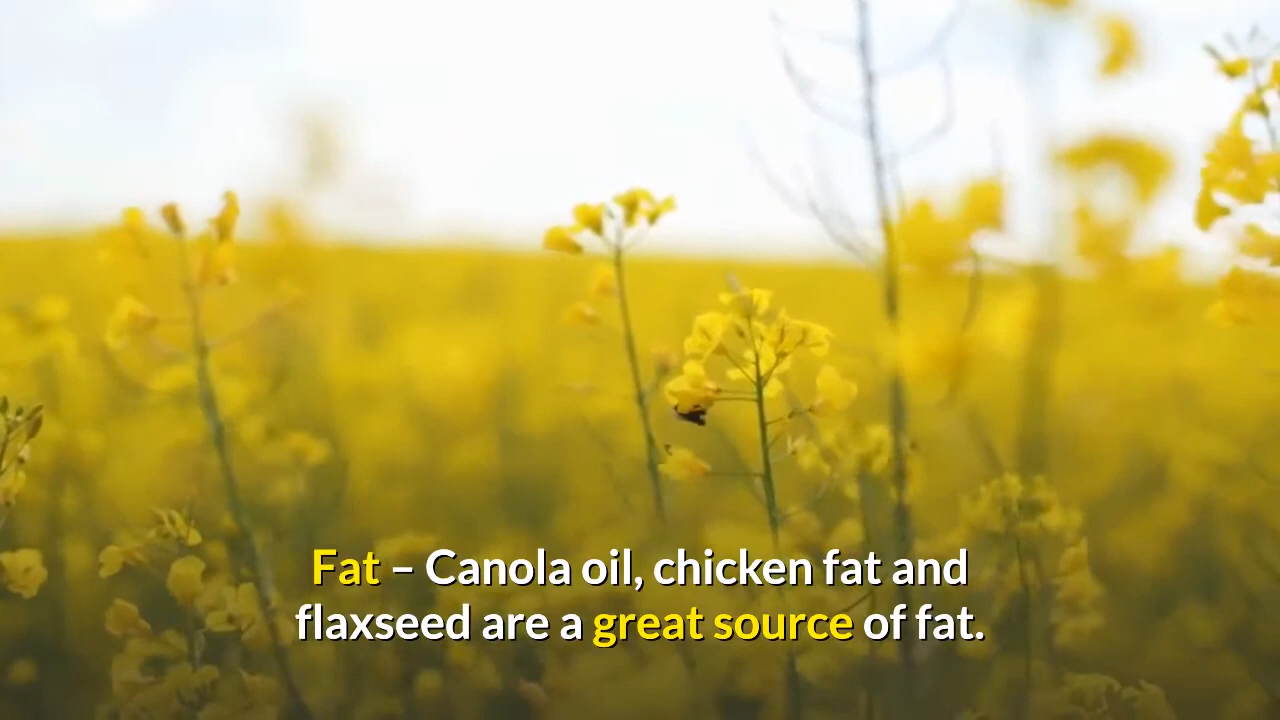 Fat – Canola oil, chicken fat and
flaxseed are a great source of fat.